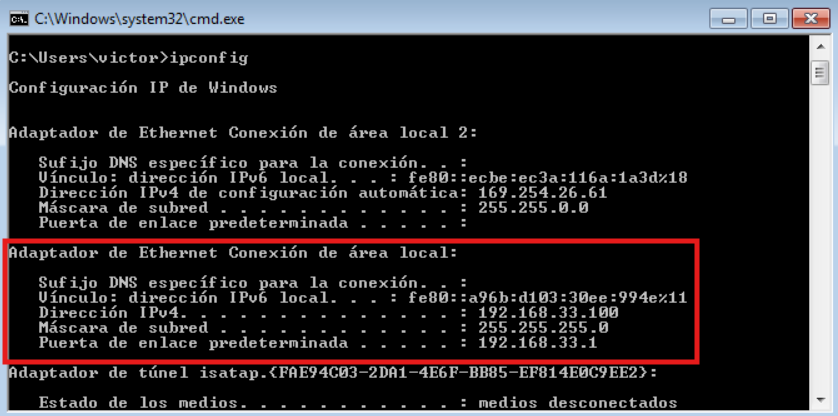 C:\Windows\system32\cmd.exe
C:\Users\victor>ipconfig
Configuración IP de Windows
Adaptador de Ethernet Conexión de área local 2:
Sufijo DNS específico para la conexión. . :
Vínculo: dirección IPv6 local. . . : fe80::ecbe:ec3a:116a:1a3d%18
Dirección IPv4 de configuración automática: 169.254.26.61
Máscara de subred . . . . . . . . . . . . : 255.255.0.0
Puerta de enlace predeterminada . . . . . :
Adaptador de Ethernet Conexión de área local:
Sufijo DNS específico para la conexión. . :
Vínculo: dirección IPv6 local. . . : fe80::a96b:d103:30ee:994e%11
Dirección IPv4. . . . . . . . . . . . . . : 192.168.33.100
Máscara de subred . . . . . . . . . . . . : 255.255.255.0
Puerta de enlace predeterminada . . . . . : 192.168.33.1
Adaptador de túnel isatap.{FAE94C03-2DA1-4E6F-BB85-EF814E0C9EE2}:
Estado de los medios. . . . . . . . . . . : medios desconectados